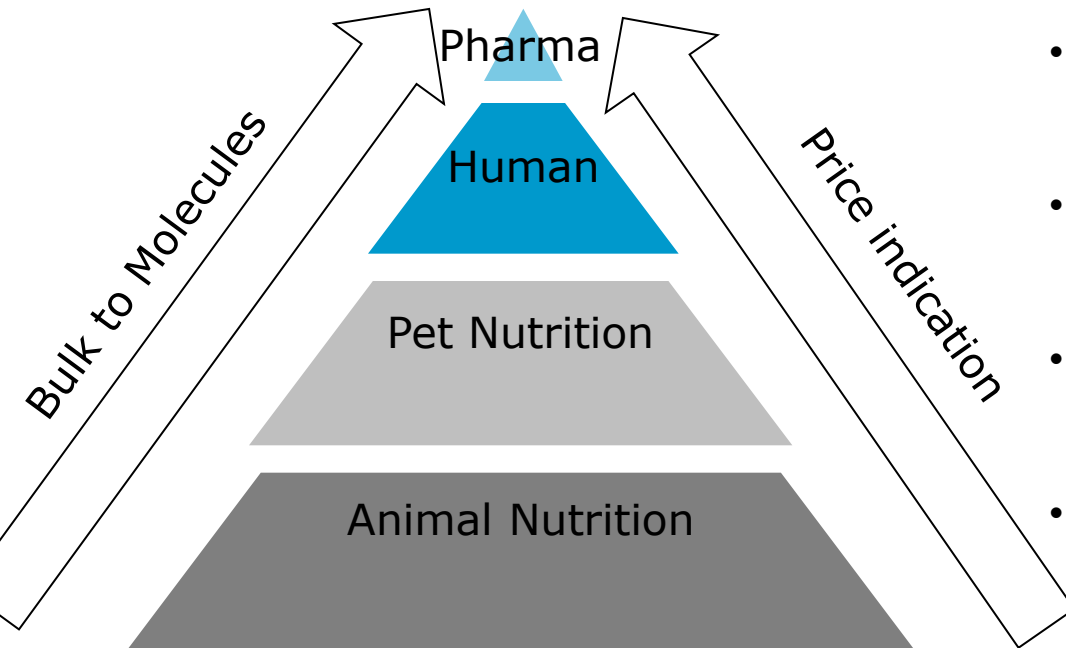 Pharma
Human
Bulk to Molecules
Price indication
Pet Nutrition
Animal Nutrition